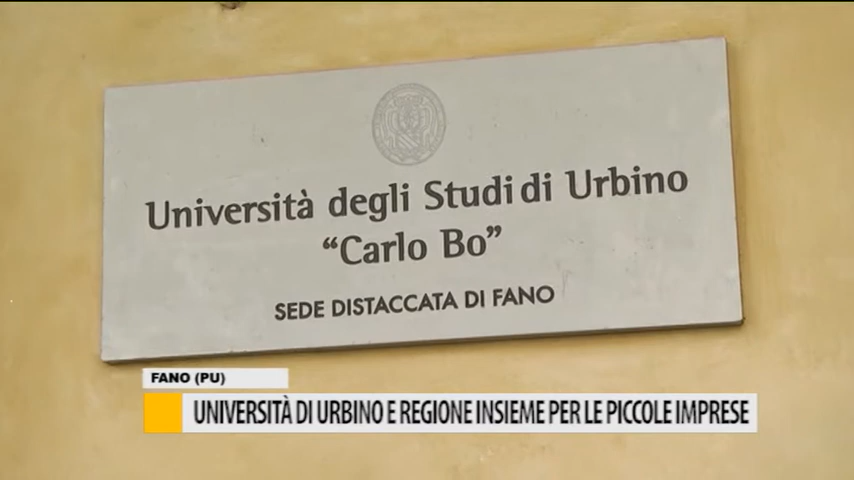 Università degli Studi di Urbino
“Carlo Bo”
SEDE DISTACCATA DI FANO
FANO (PU)
UNIVERSITÀ DI URBINO E REGIONE INSIEME PER LE PICCOLE IMPRESE